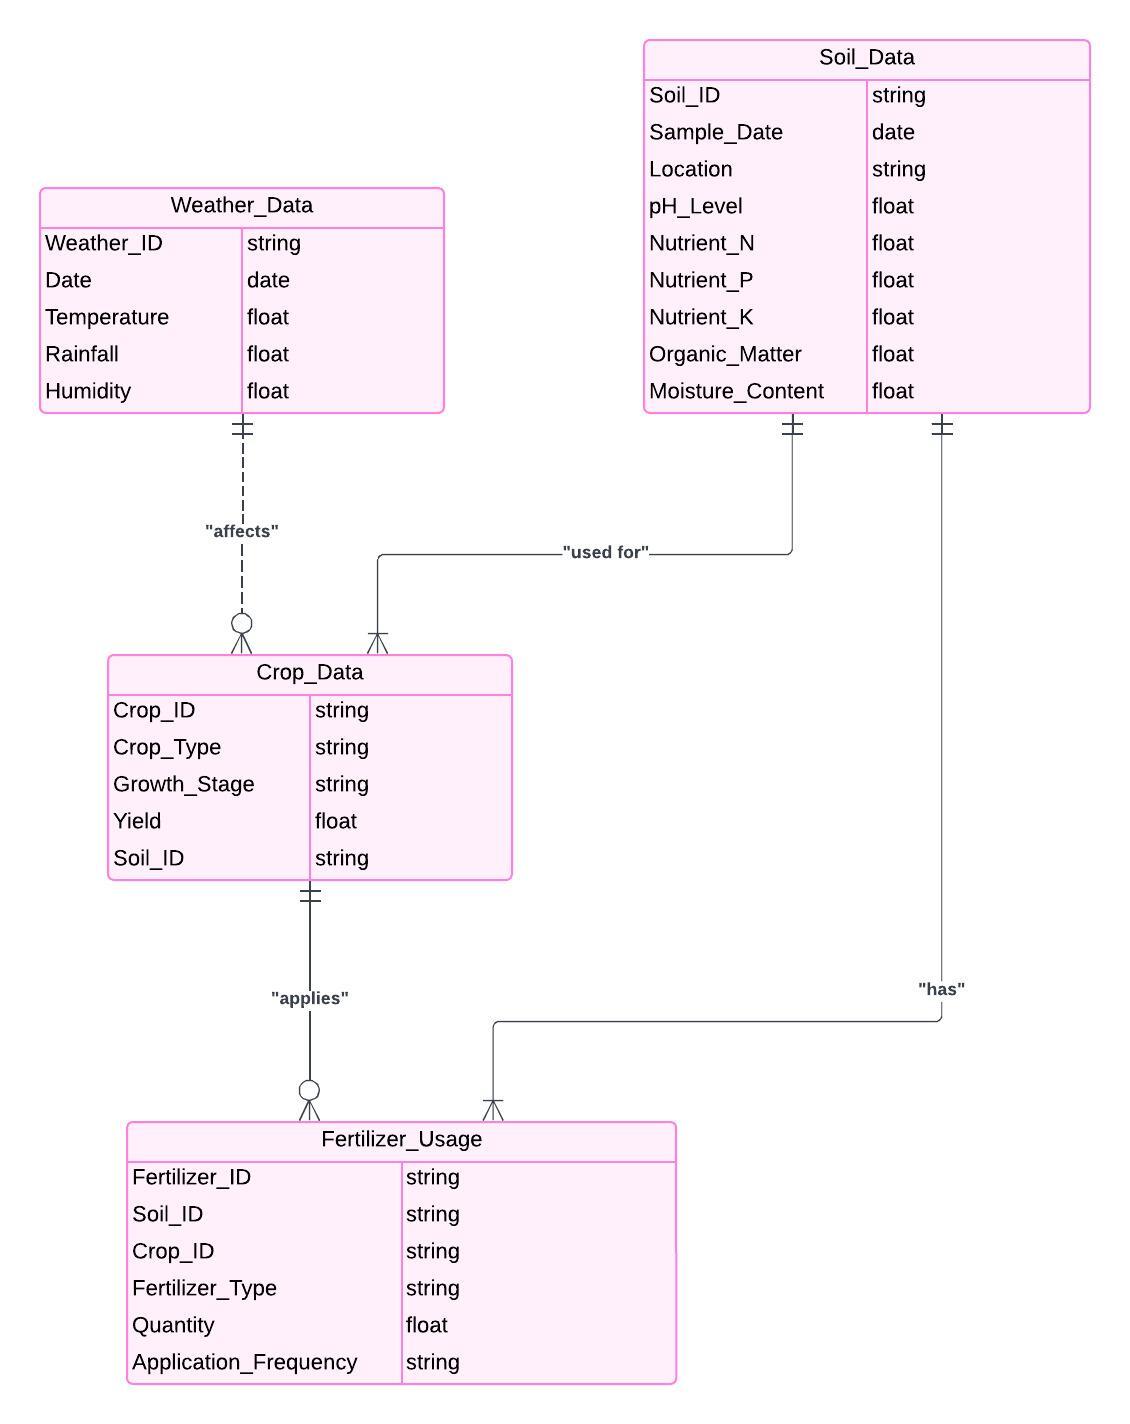 Soil_Data
Soil_ID string
Sample_Date date
Location string
pH_Level float
Nutrient_N float
Nutrient_P float
Nutrient_K float
Organic_Matter float
Moisture_Content float
Weather_Data
Weather_ID string
Date date
Temperature float
Rainfall float
Humidity float
"affects"
"used for"
Crop_Data
Crop_ID string
Crop_Type string
Growth_Stage string
Yield float
Soil_ID string
"applies"
"has"
Fertilizer_Usage
Fertilizer_ID string
Soil_ID string
Crop_ID string
Fertilizer_Type string
Quantity float
Application_Frequency string